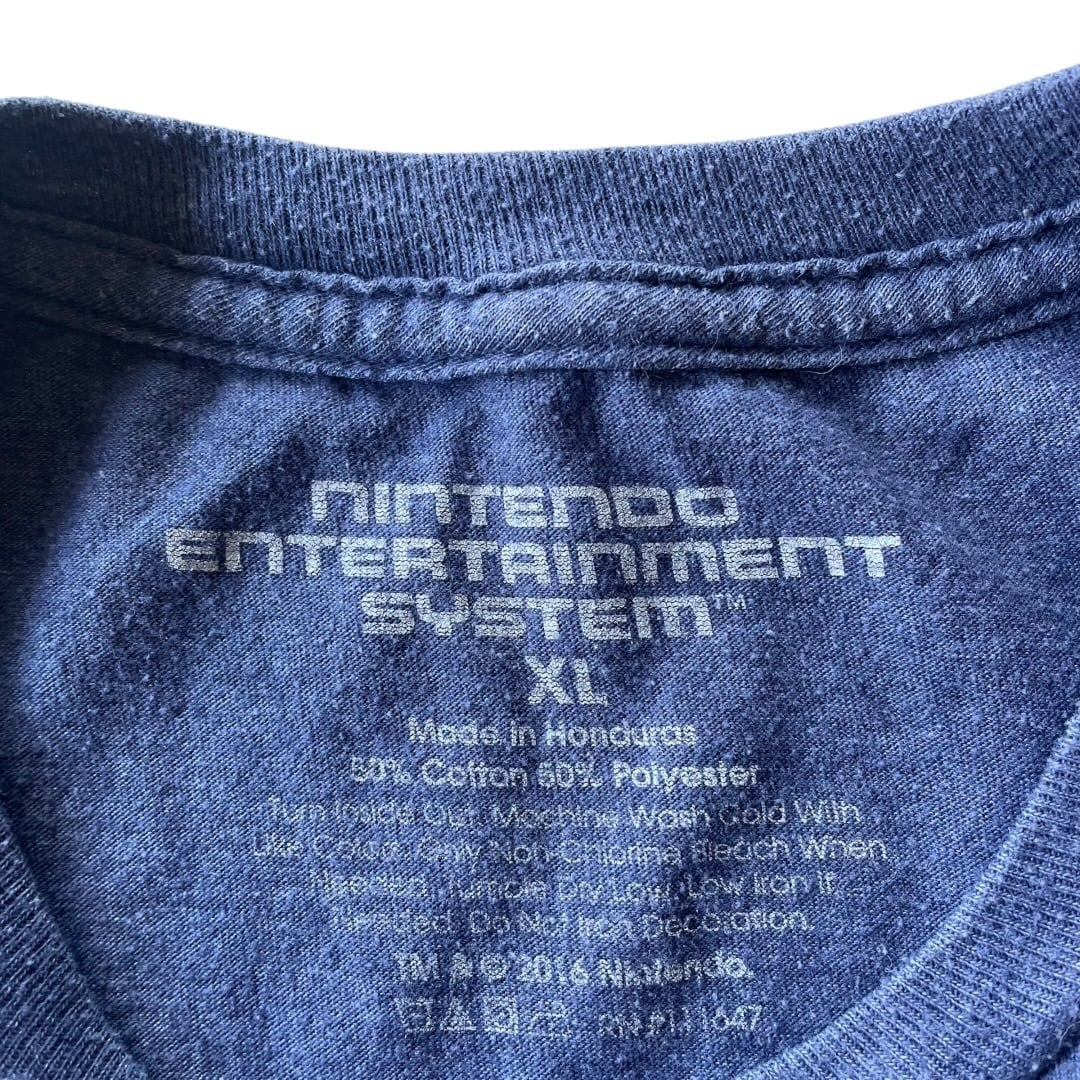 NINTENDO
ENTERTAINMENT
SYSTEM™
XL
Made in Honduras
50% Cotton 50% Polyester
Turn Inside Out. Machine Wash Cold With
Like Colors. Only Non-Chlorine Bleach When
Needed. Tumble Dry Low. Low Iron If
Needed. Do Not Iron Decoration.
TM & © 2016 Nintendo.
RN #111647